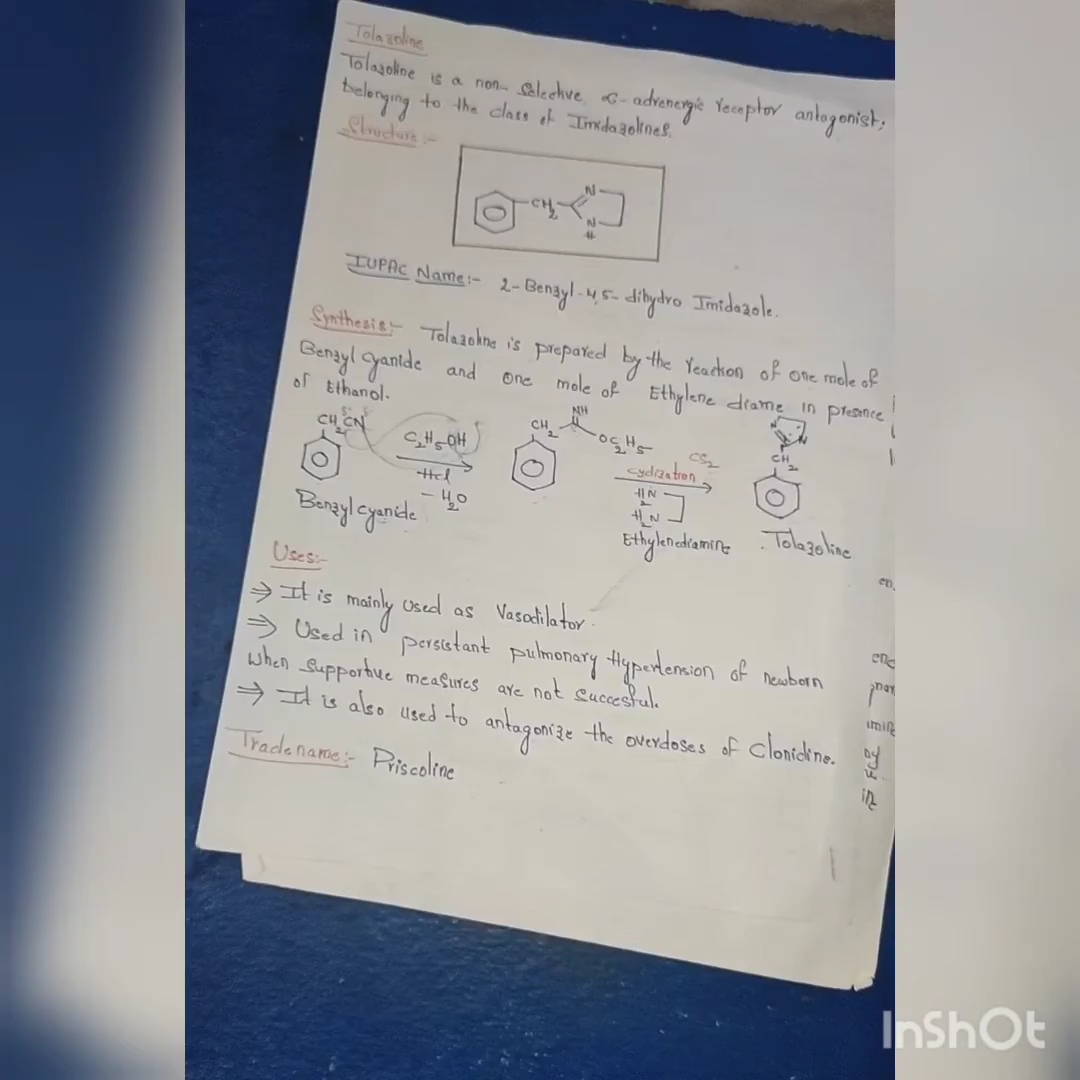 Tolazoline
Tolazoline is a non-Selective, α-adrenergic receptor antagonist;
belonging to the class of Imidazolines.
Structure:-
CH2 N
N
H
IUPAC Name:- 2-Benzyl-4,5-dihydro Imidazole.
Synthesis:- Tolazoline is prepared by the reaction of one mole of
Benzyl cyanide and one mole of Ethylene diame in presence
of Ethanol.
CH2CN
C2H5OH
HCl
- H2O
Benzyl cyanide
NH
CH2
OC2H5
CS2
cyclization
H2N
H2N
Ethylenediamine
N N
CH2
Tolazoline
Uses:-
⇒ It is mainly used as Vasodilator.
⇒ Used in persistant pulmonary Hypertension of newborn
When supportive measures are not succesful.
⇒ It is also used to antagonize the overdoses of Clonidine.
Tradename:- Priscoline
InShOt